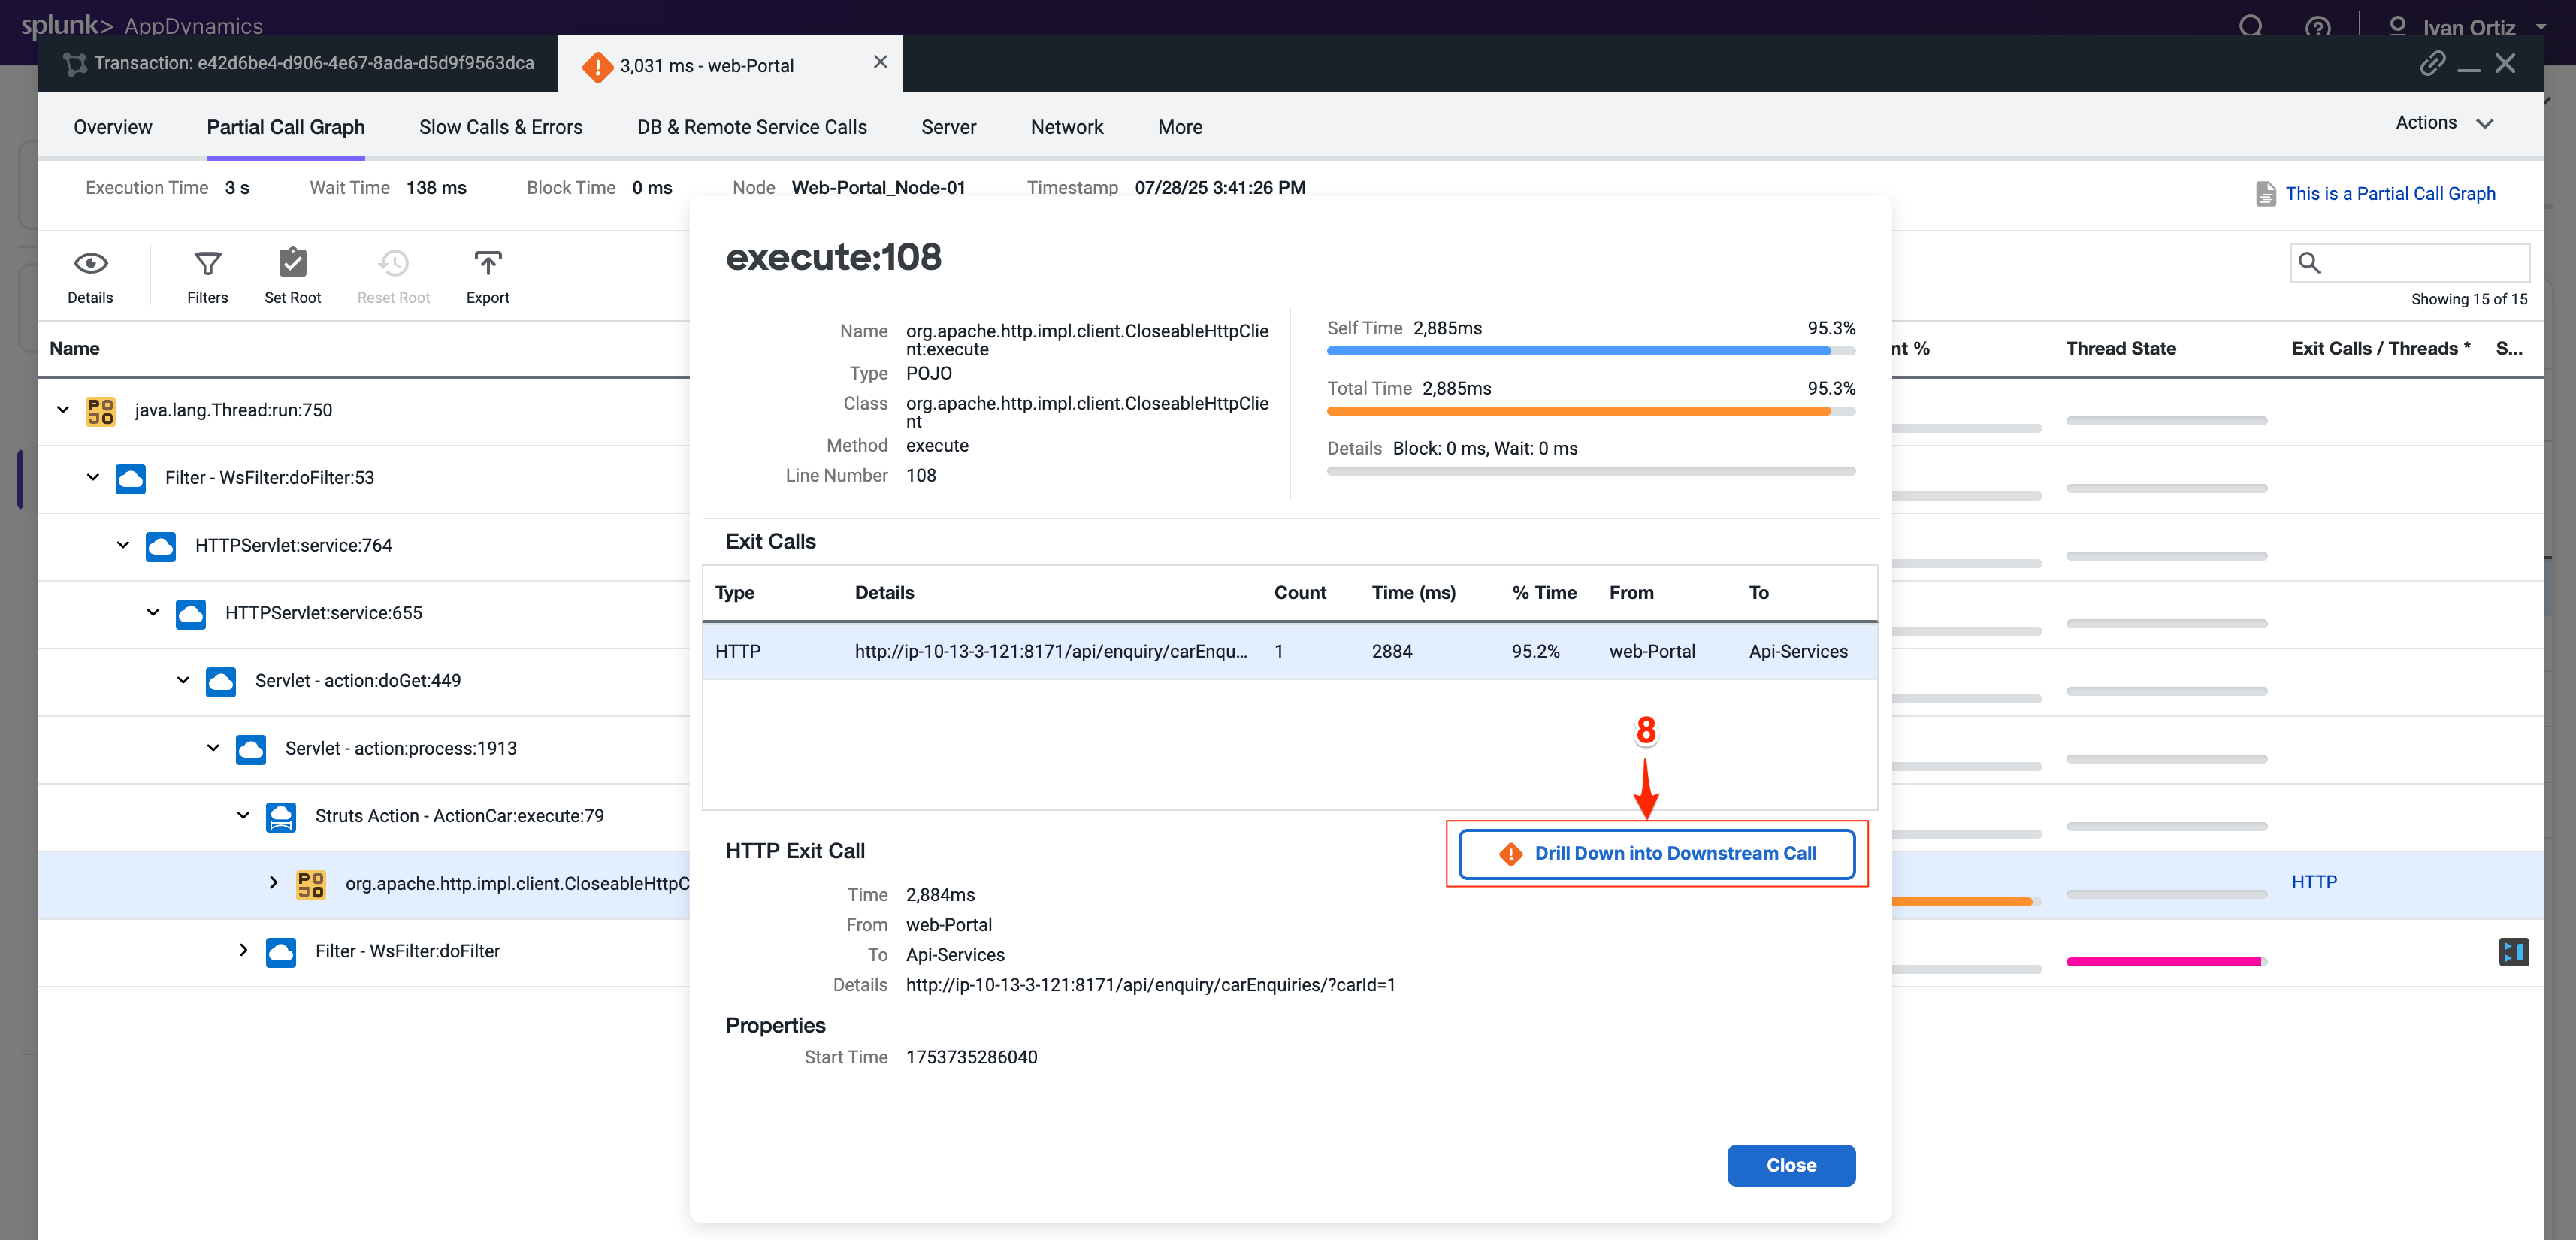 splunk> AppDynamics
Ivan Ortiz
Transaction: e42d6be4-d906-4e67-8ada-d5d9f9563dca
3,031 ms - web-Portal
Overview
Partial Call Graph
Slow Calls & Errors
DB & Remote Service Calls
Server
Network
More
Actions
Execution Time 3 s
Wait Time 138 ms
Block Time 0 ms
Node Web-Portal_Node-01
Timestamp 07/28/25 3:41:26 PM
This is a Partial Call Graph
Details
Filters
Set Root
Reset Root
Export
Showing 15 of 15
Name
nt %
Thread State
Exit Calls / Threads *
S...
java.lang.Thread:run:750
Filter - WsFilter:doFilter:53
HTTPServlet:service:764
HTTPServlet:service:655
Servlet - action:doGet:449
Servlet - action:process:1913
Struts Action - ActionCar:execute:79
org.apache.http.impl.client.CloseableHttpC
HTTP
Filter - WsFilter:doFilter
execute:108
Name org.apache.http.impl.client.CloseableHttpClie
nt:execute
Type POJO
Class org.apache.http.impl.client.CloseableHttpClie
nt
Method execute
Line Number 108
Self Time 2,885ms 95.3%
Total Time 2,885ms 95.3%
Details Block: 0 ms, Wait: 0 ms
Exit Calls
Type Details Count Time (ms) % Time From To
HTTP http://ip-10-13-3-121:8171/api/enquiry/carEnqu... 1 2884 95.2% web-Portal Api-Services
8
Drill Down into Downstream Call
HTTP Exit Call
Time 2,884ms
From web-Portal
To Api-Services
Details http://ip-10-13-3-121:8171/api/enquiry/carEnquiries/?carId=1
Properties
Start Time 1753735286040
Close